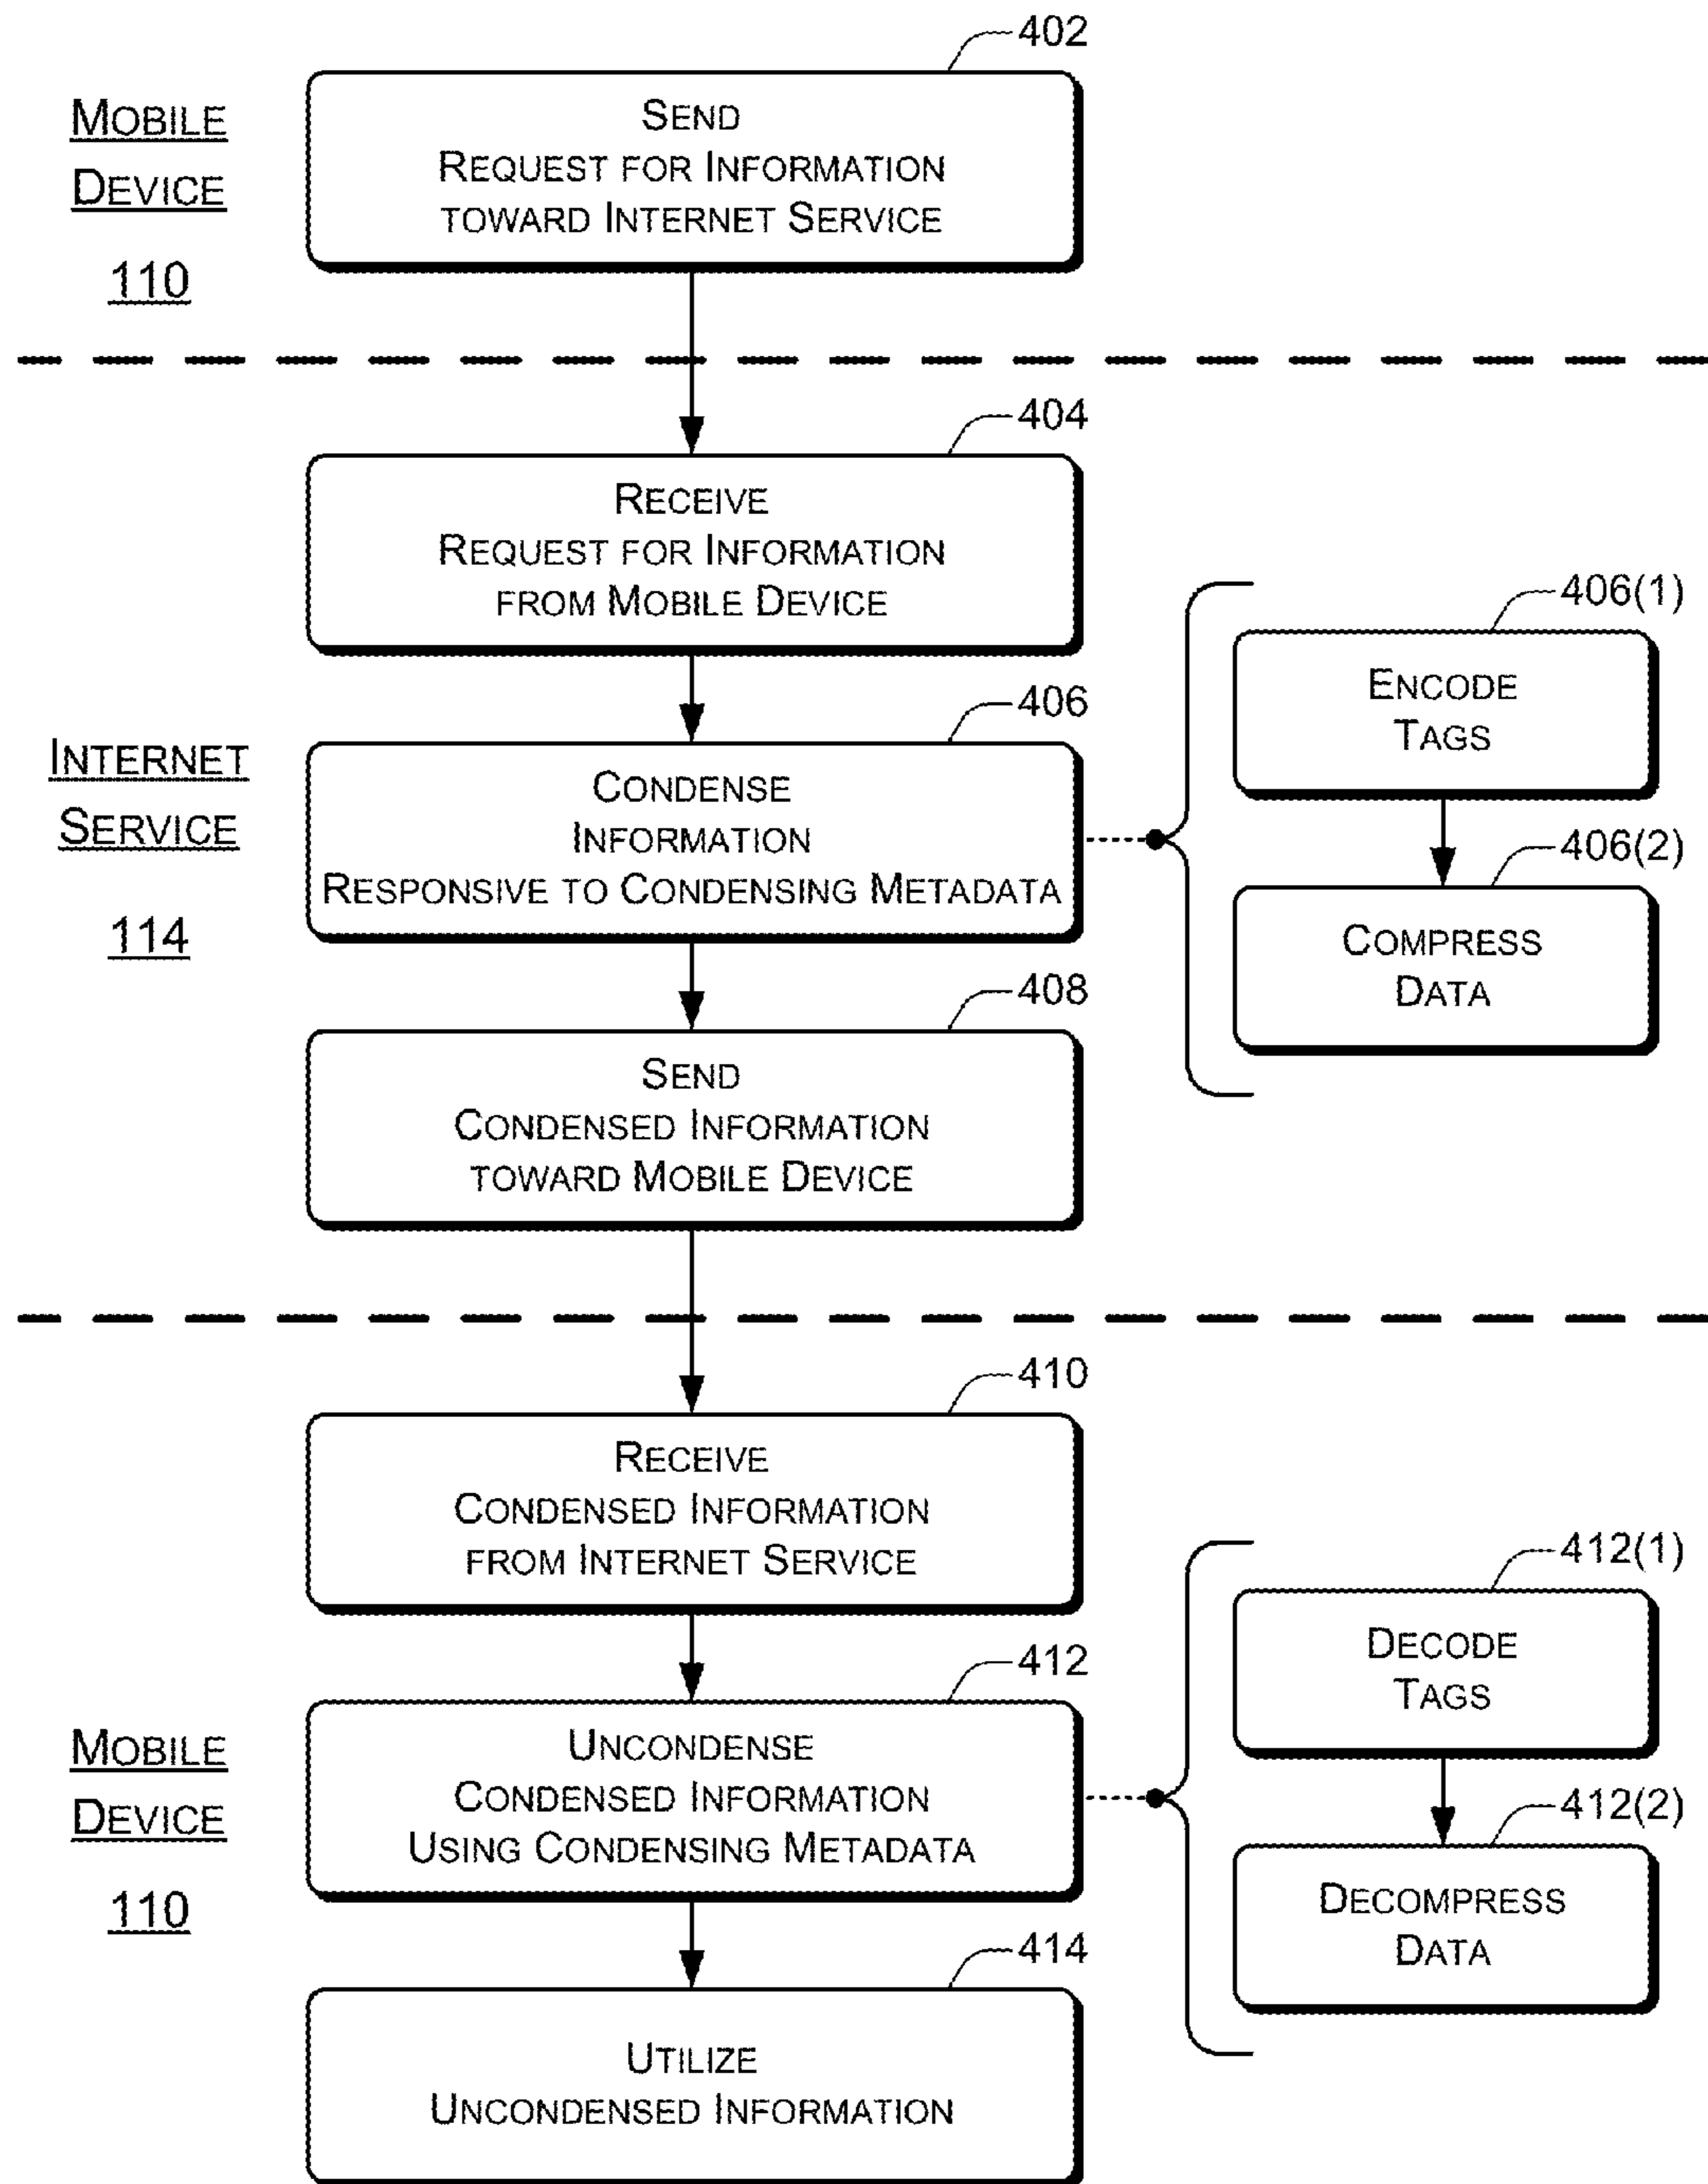 402
MOBILE
DEVICE
110
SEND
REQUEST FOR INFORMATION
TOWARD INTERNET SERVICE
404
RECEIVE
REQUEST FOR INFORMATION
FROM MOBILE DEVICE
INTERNET
SERVICE
114
406
CONDENSE
INFORMATION
RESPONSIVE TO CONDENSING METADATA
406(1)
ENCODE
TAGS
406(2)
COMPRESS
DATA
408
SEND
CONDENSED INFORMATION
TOWARD MOBILE DEVICE
410
RECEIVE
CONDENSED INFORMATION
FROM INTERNET SERVICE
MOBILE
DEVICE
110
412
UNCONDENSE
CONDENSED INFORMATION
USING CONDENSING METADATA
412(1)
DECODE
TAGS
412(2)
DECOMPRESS
DATA
414
UTILIZE
UNCONDENSED INFORMATION